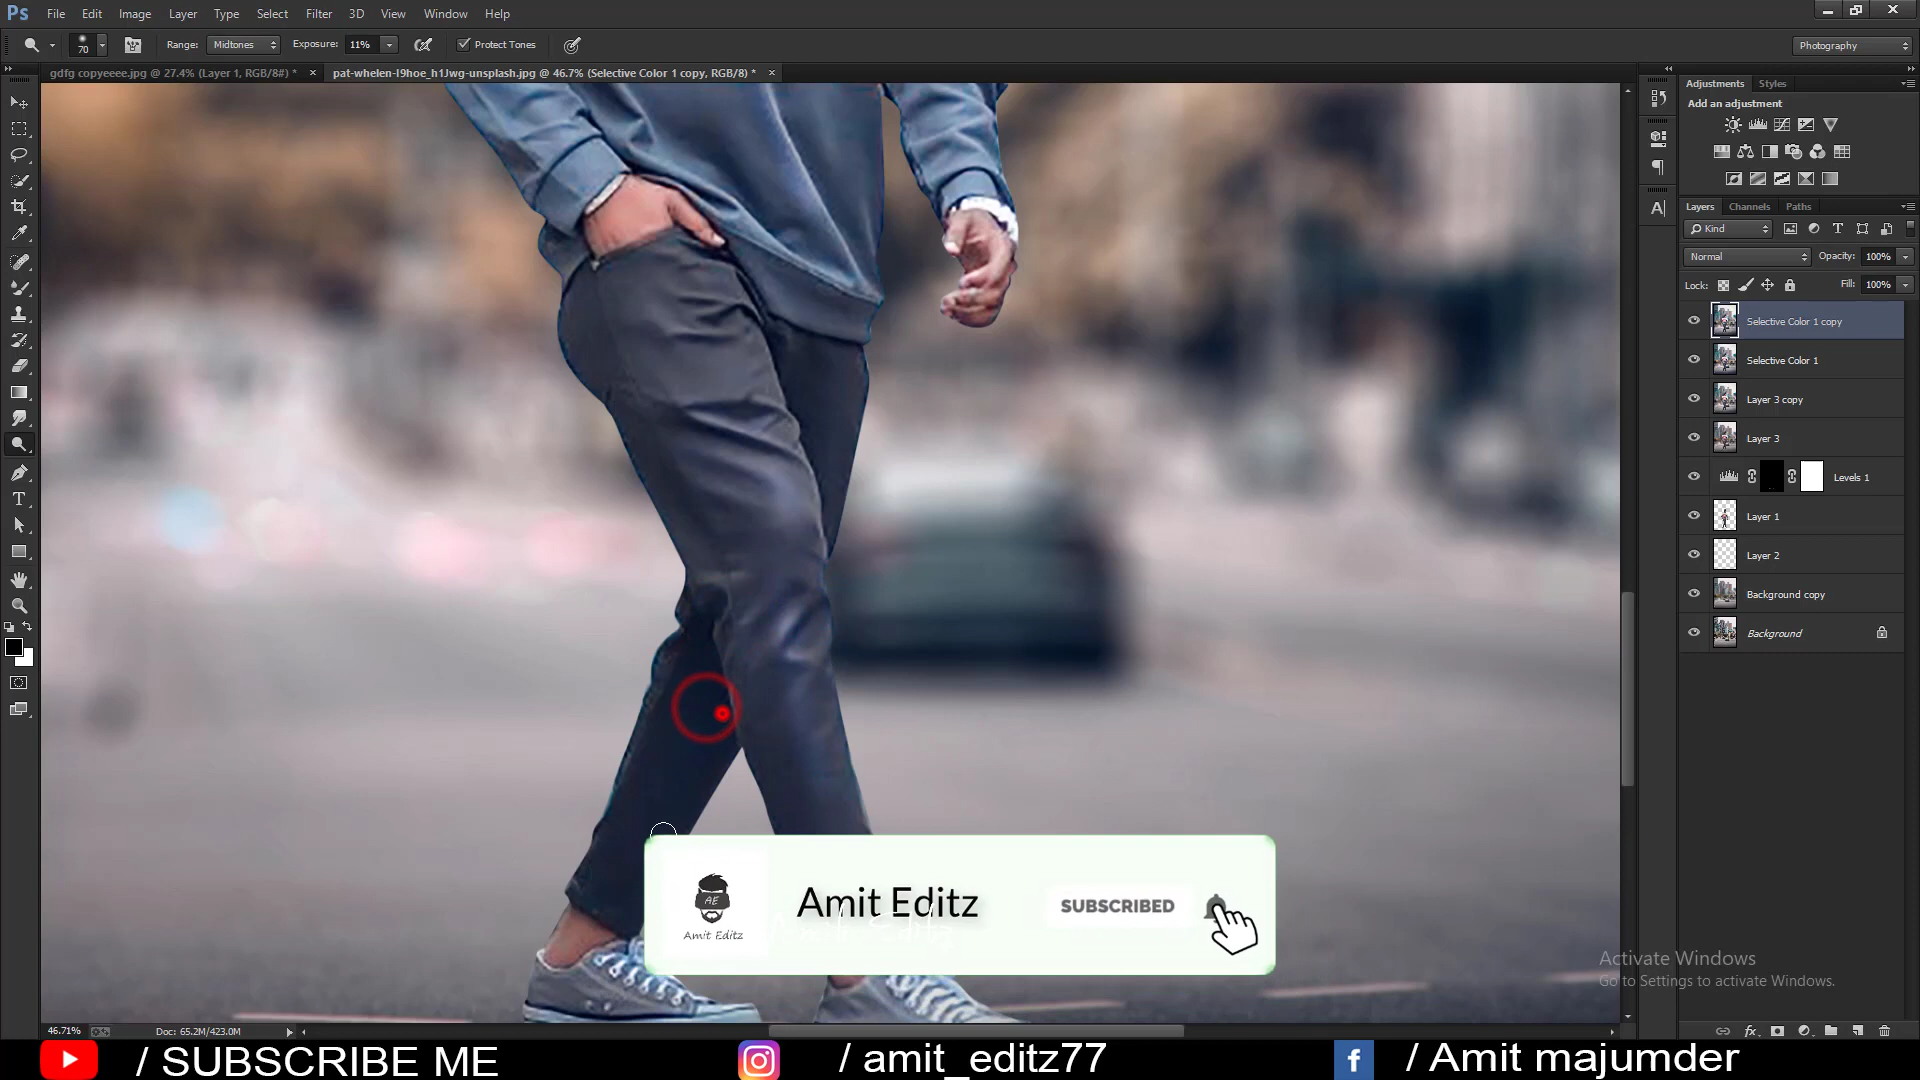 Ps File Edit Image Layer Type Select Filter 3D View Window Help
70 Range: Midtones Exposure: 11% Protect Tones Photography
gdfg copyeeee.jpg @ 27.4% (Layer 1, RGB/8#) * × pat-whelen-I9hoe_h1Jwg-unsplash.jpg @ 46.7% (Selective Color 1 copy, RGB/8) * ×
Adjustments Styles
Add an adjustment
Layers Channels Paths
Kind
Normal Opacity: 100%
Lock: Fill: 100%
Selective Color 1 copy
Selective Color 1
Layer 3 copy
Layer 3
Levels 1
Layer 1
Layer 2
Background copy
Background
AE
Amit Editz
Amit Editz
Amit Editz
SUBSCRIBED
Activate Windows
Go to Settings to activate Windows.
46.71% Doc: 65.2M/423.0M
/ SUBSCRIBE ME / amit_editz77 / Amit majumder